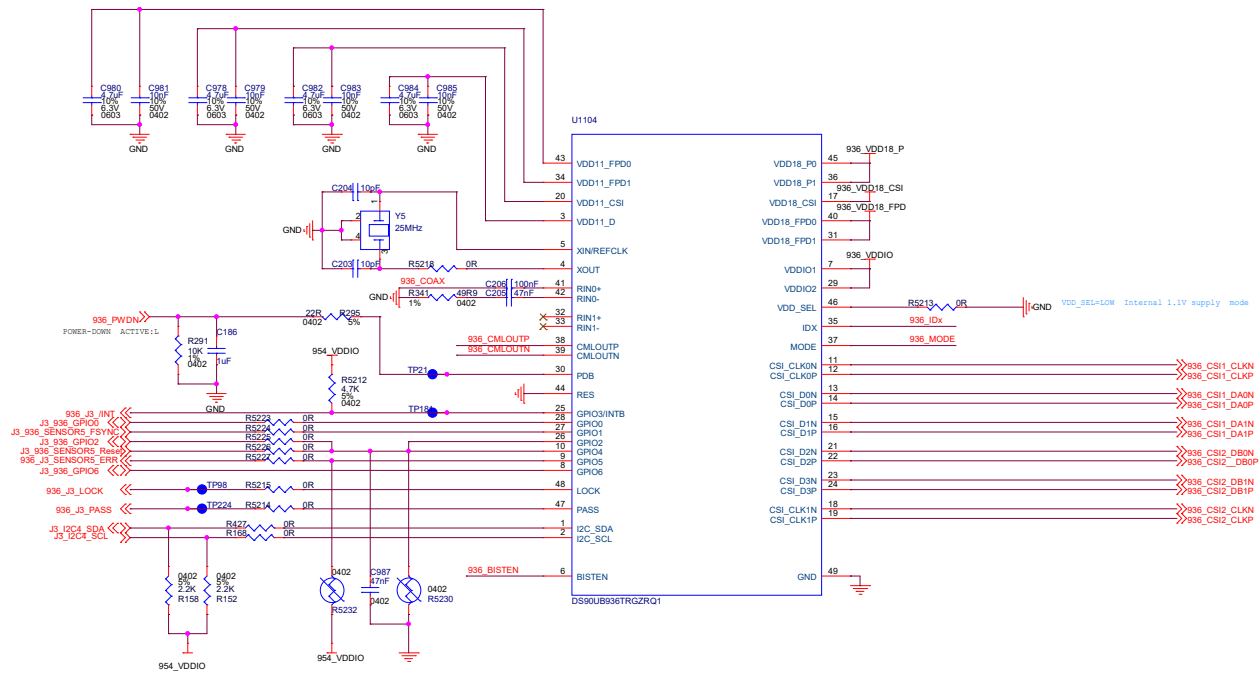 C980
4.7uF
10%
6.3V
0603
C981
10nF
10%
50V
0402
C978
4.7uF
10%
6.3V
0603
C979
10nF
10%
50V
0402
C982
4.7uF
10%
6.3V
0603
C983
10nF
10%
50V
0402
C984
4.7uF
10%
6.3V
0603
C985
10nF
10%
50V
0402
GND
GND
GND
GND
U1104
43 VDD11_FPD0
34 VDD11_FPD1
20 VDD11_CSI
3 VDD11_D
5 XIN/REFCLK
4 XOUT
41 RIN0+
42 RIN0-
32 RIN1+
33 RIN1-
38 CMLOUTP
39 CMLOUTN
30 PDB
44 RES
25 GPIO3/INTB
28 GPIO0
27 GPIO1
26 GPIO2
10 GPIO4
9 GPIO5
8 GPIO6
48 LOCK
47 PASS
1 I2C_SDA
2 I2C_SCL
6 BISTEN
VDD18_P0 45
VDD18_P1 36
VDD18_CSI 17
VDD18_FPD0 40
VDD18_FPD1 31
VDDIO1 7
VDDIO2 29
VDD_SEL 46
IDX 35
MODE 37
CSI_CLK0N 11
CSI_CLK0P 12
CSI_D0N 13
CSI_D0P 14
CSI_D1N 15
CSI_D1P 16
CSI_D2N 21
CSI_D2P 22
CSI_D3N 23
CSI_D3P 24
CSI_CLK1N 18
CSI_CLK1P 19
GND 49
DS90UB936TRGZRQ1
936_VDD18_P
936_VDD18_CSI
936_VDD18_FPD
936_VDDIO
R5213 0R
GND
VDD_SEL=LOW Internal 1.1V supply mode
936_IDx
936_MODE
936_CSI1_CLKN
936_CSI1_CLKP
936_CSI1_DA0N
936_CSI1_DA0P
936_CSI1_DA1N
936_CSI1_DA1P
936_CSI2_DB0N
936_CSI2__DB0P
936_CSI2_DB1N
936_CSI2_DB1P
936_CSI2_CLKN
936_CSI2_CLKP
C204 10pF
1
2
4
3
Y5
25MHz
GND
C203 10pF
R5218 0R
936_COAX
C206 100nF
GND
R341 49R9
1% 0402
C205 47nF
936_PWDN
POWER-DOWN ACTIVE:L
22R R295
0402 5%
C186
1uF
R291
10K
1%
0402
GND
936_CMLOUTP
936_CMLOUTN
954_VDDIO
R5212
4.7K
5%
0402
TP21
TP181
936_J3_/INT
J3_936_GPIO0
J3_936_SENSOR5_FSYNC
J3_936_GPIO2
J3_936_SENSOR5_Reset
936_J3_SENSOR5_ERR
J3_936_GPIO6
R5223 0R
R5224 0R
R5225 0R
R5226 0R
R5227 0R
936_J3_LOCK
TP98
R5215 0R
936_J3_PASS
TP224
R5214 0R
J3_I2C4_SDA
J3_I2C4_SCL
R427 0R
R168 0R
0402
5%
2.2K
R158
0402
5%
2.2K
R152
954_VDDIO
0402
R5232
954_VDDIO
C987
47nF
0402
0402
R5230
936_BISTEN